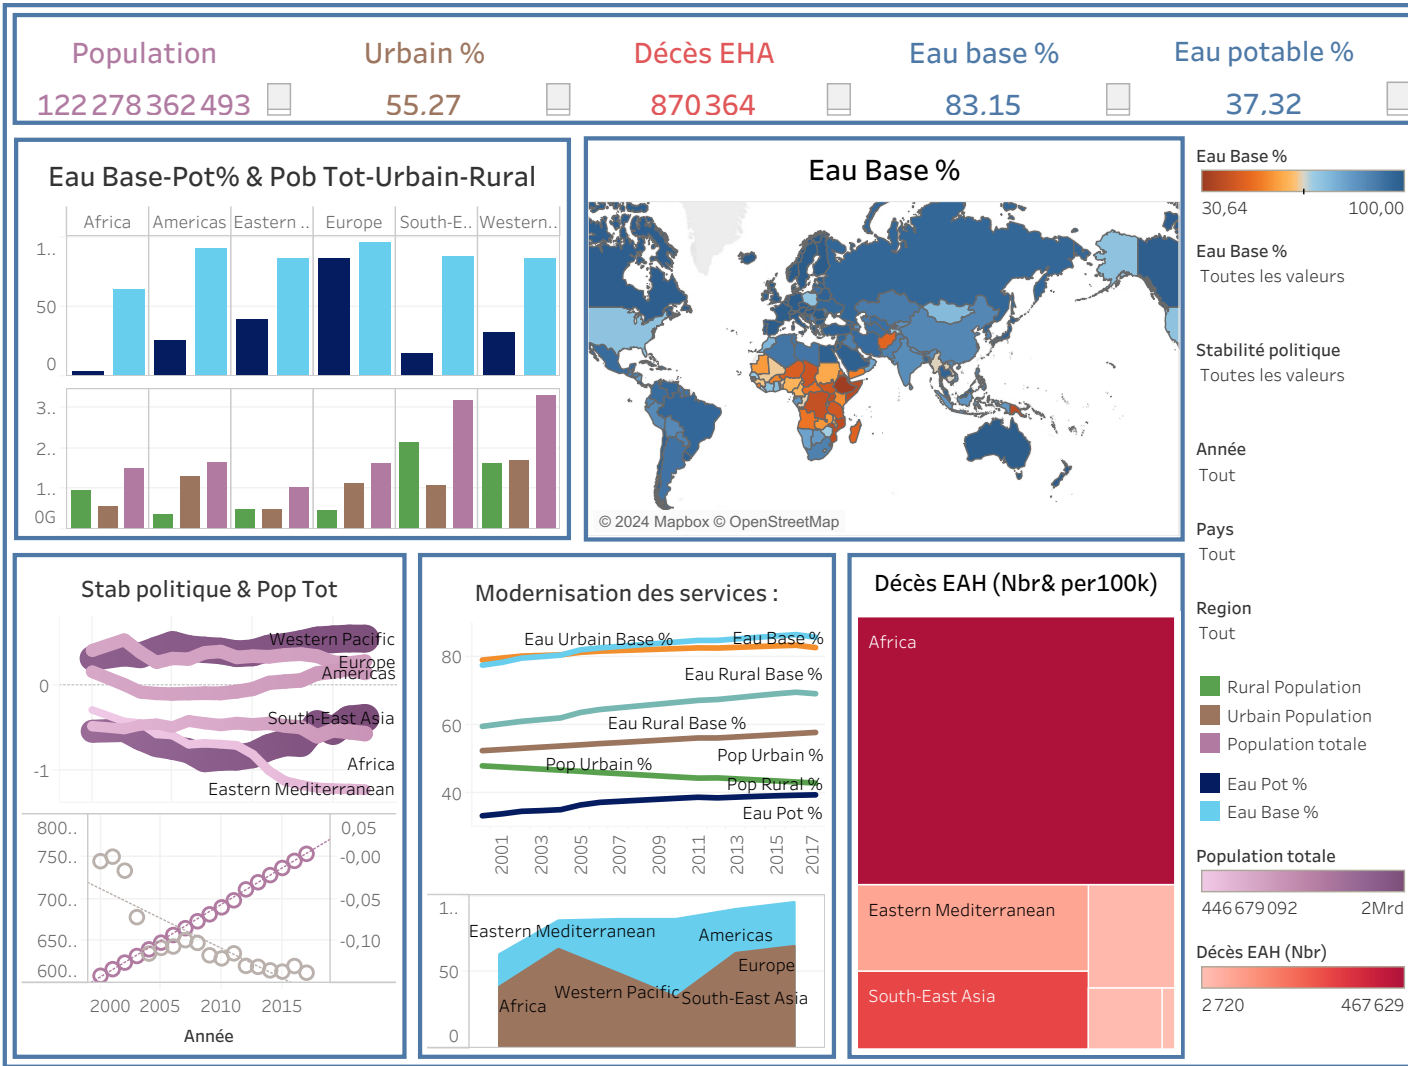 Population
Urbain %
Décès EHA
Eau base %
Eau potable %
122 278 362 493
55,27
870 364
83,15
37,32
Eau Base-Pot% & Pob Tot-Urbain-Rural
Africa
Americas
Eastern ..
Europe
South-E..
Western..
1..
50
0
3..
2..
1..
0G
Eau Base %
© 2024 Mapbox © OpenStreetMap
Eau Base %
30,64
100,00
Eau Base %
Toutes les valeurs
Stabilité politique
Toutes les valeurs
Année
Tout
Pays
Tout
Region
Tout
Rural Population
Urbain Population
Population totale
Eau Pot %
Eau Base %
Population totale
446 679 092
2Mrd
Décès EAH (Nbr)
2 720
467 629
Stab politique & Pop Tot
Western Pacific
Europe
Americas
0
South-East Asia
Africa
-1
Eastern Mediterranean
800..
750..
700..
650..
600..
0,05
-0,00
-0,05
-0,10
2000
2005
2010
2015
Année
Modernisation des services :
Eau Urbain Base %
Eau Base %
80
Eau Rural Base %
60
Eau Rural Base %
Pop Urbain %
Pop Urbain %
Pop Rural %
40
Eau Pot %
2001
2003
2005
2007
2009
2011
2013
2015
2017
1..
50
0
Eastern Mediterranean
Americas
Europe
Western Pacific
South-East Asia
Africa
Décès EAH (Nbr& per100k)
Africa
Eastern Mediterranean
South-East Asia